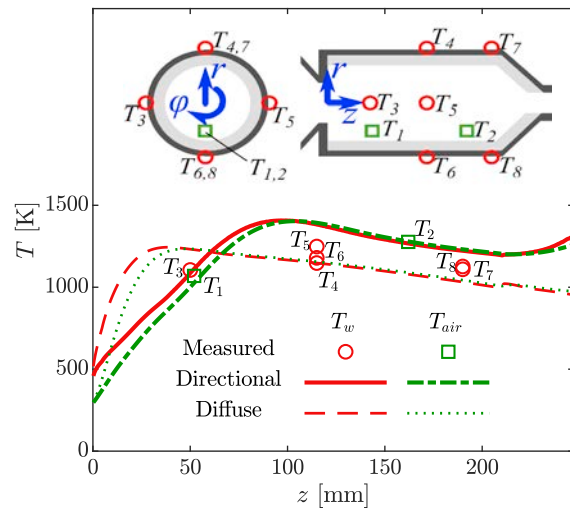 T4,7
T4
T7
r
r
φ
T3
T5
z
T3
T5
T1
T2
T6,8
T1,2
T6
T8
T [K]
1500
1000
500
0
T3
T1
T5
T6
T4
T2
T8
T7
Tw
Tair
Measured
Directional
Diffuse
0
50
100
150
200
z [mm]